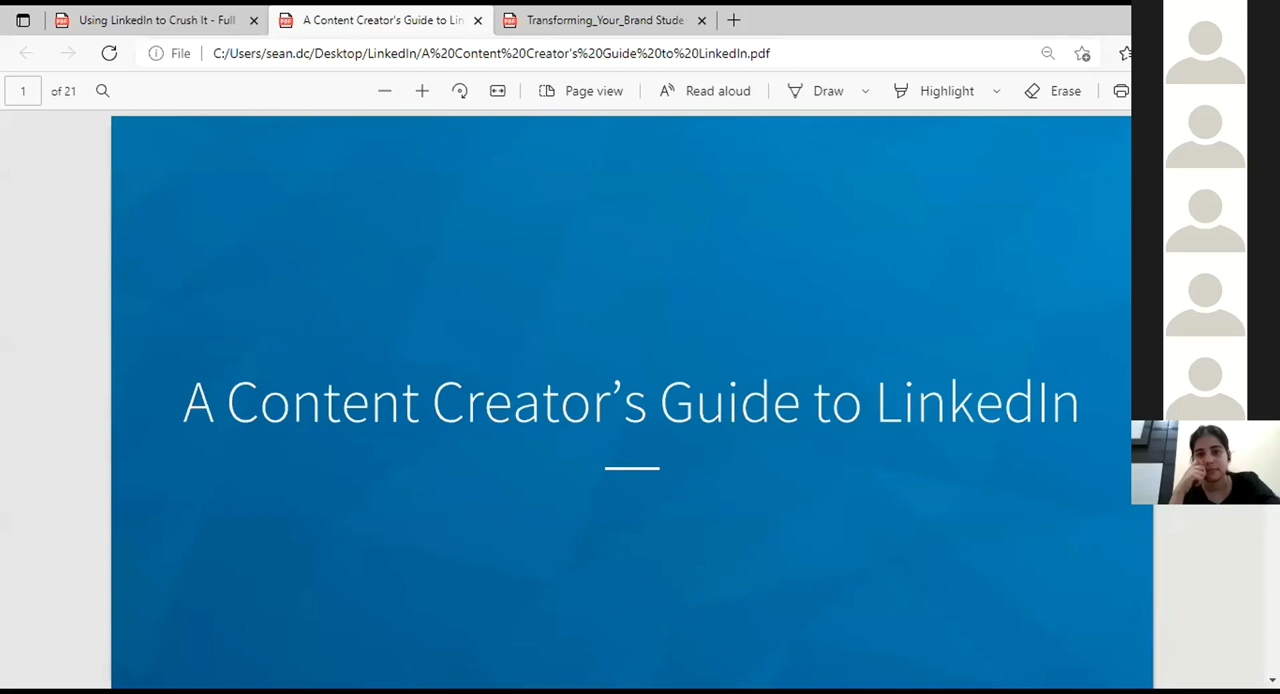 Using LinkedIn to Crush It - Full
A Content Creator's Guide to Lin
Transforming_Your_Brand Stude
File
C:/Users/sean.dc/Desktop/LinkedIn/A%20Content%20Creator's%20Guide%20to%20LinkedIn.pdf
1 of 21
Page view
Read aloud
Draw
Highlight
Erase
A Content Creator’s Guide to LinkedIn